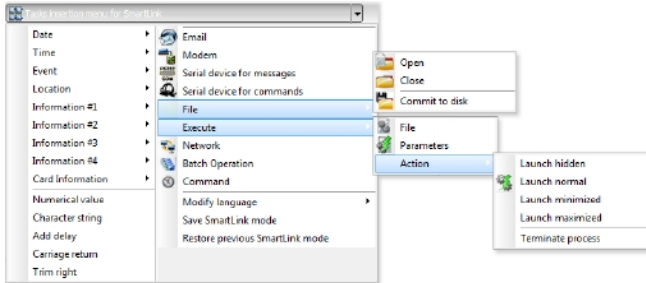 Tasks Insertion menu for SmartLink
Date
Time
Event
Location
Information #1
Information #2
Information #3
Information #4
Card Information
Numerical value
Character string
Add delay
Carriage return
Trim right
Email
Modem
Serial device for messages
Serial device for commands
File
Execute
Network
Batch Operation
Command
Modify language
Save SmartLink mode
Restore previous SmartLink mode
Open
Close
Commit to disk
File
Parameters
Action
Launch hidden
Launch normal
Launch minimized
Launch maximized
Terminate process